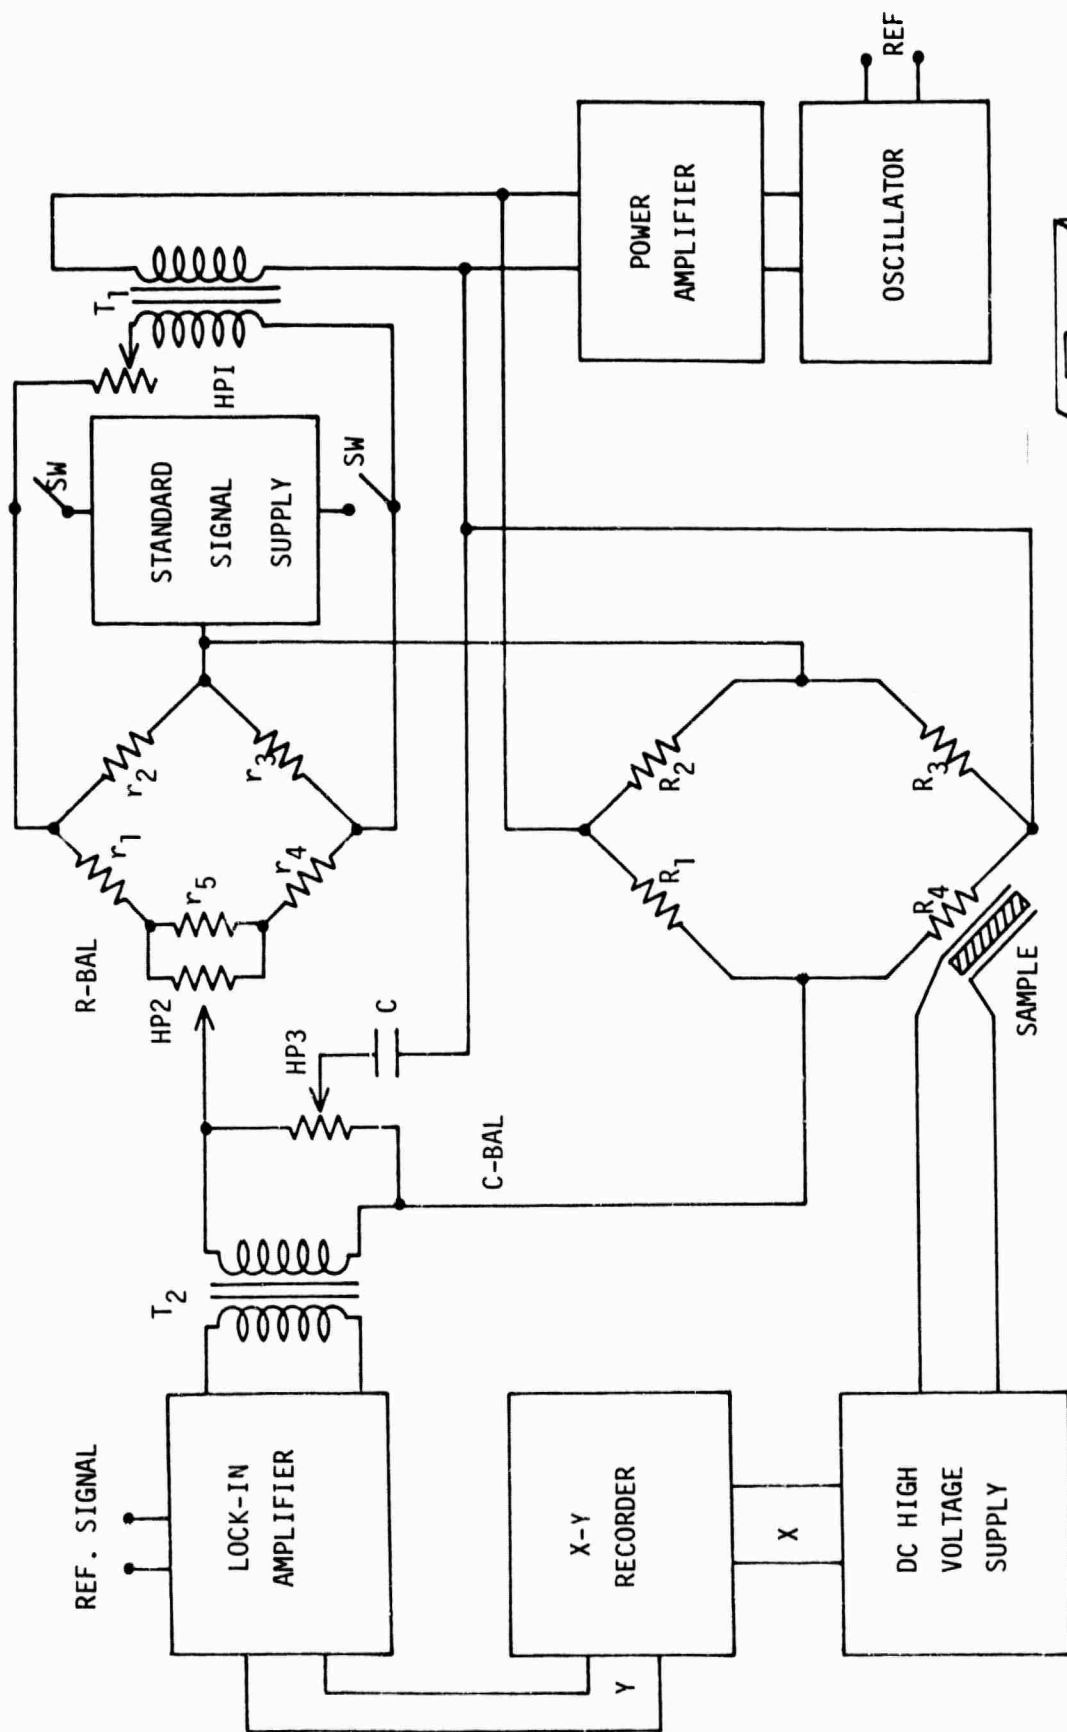 REF. SIGNAL
LOCK-IN
AMPLIFIER
T2
R-BAL
HP2
r5
r1
r2
r4
r3
HP3
C
C-BAL
SW
STANDARD
SIGNAL
SUPPLY
SW
HP1
T1
Y
X-Y
RECORDER
X
DC HIGH
VOLTAGE
SUPPLY
SAMPLE
R1
R2
R4
R3
POWER
AMPLIFIER
OSCILLATOR
REF